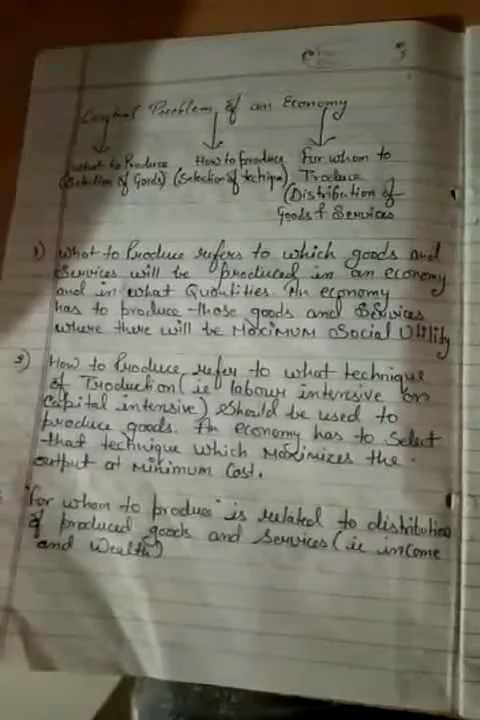 Central Problem of an Economy
What to Produce How to produce For whom to
(Selection of Goods) (Selection of techique) Produce
(Distribution of
Goods & Services
1) What to Produce refers to which goods and
Services will be produced in an economy
and in what Quantities. An economy
has to produce those goods and Services
where there will be Maximum Social Utility
2) How to Produce refer to what technique
of Production (ie labour intensive or
Capital intensive) should be used to
produce goods. An economy has to Select
that technique which Maximizes the
output at Minimum Cost.
"For whom to produce" is related to distribution
of produced goods and services (ie income
and Wealth)